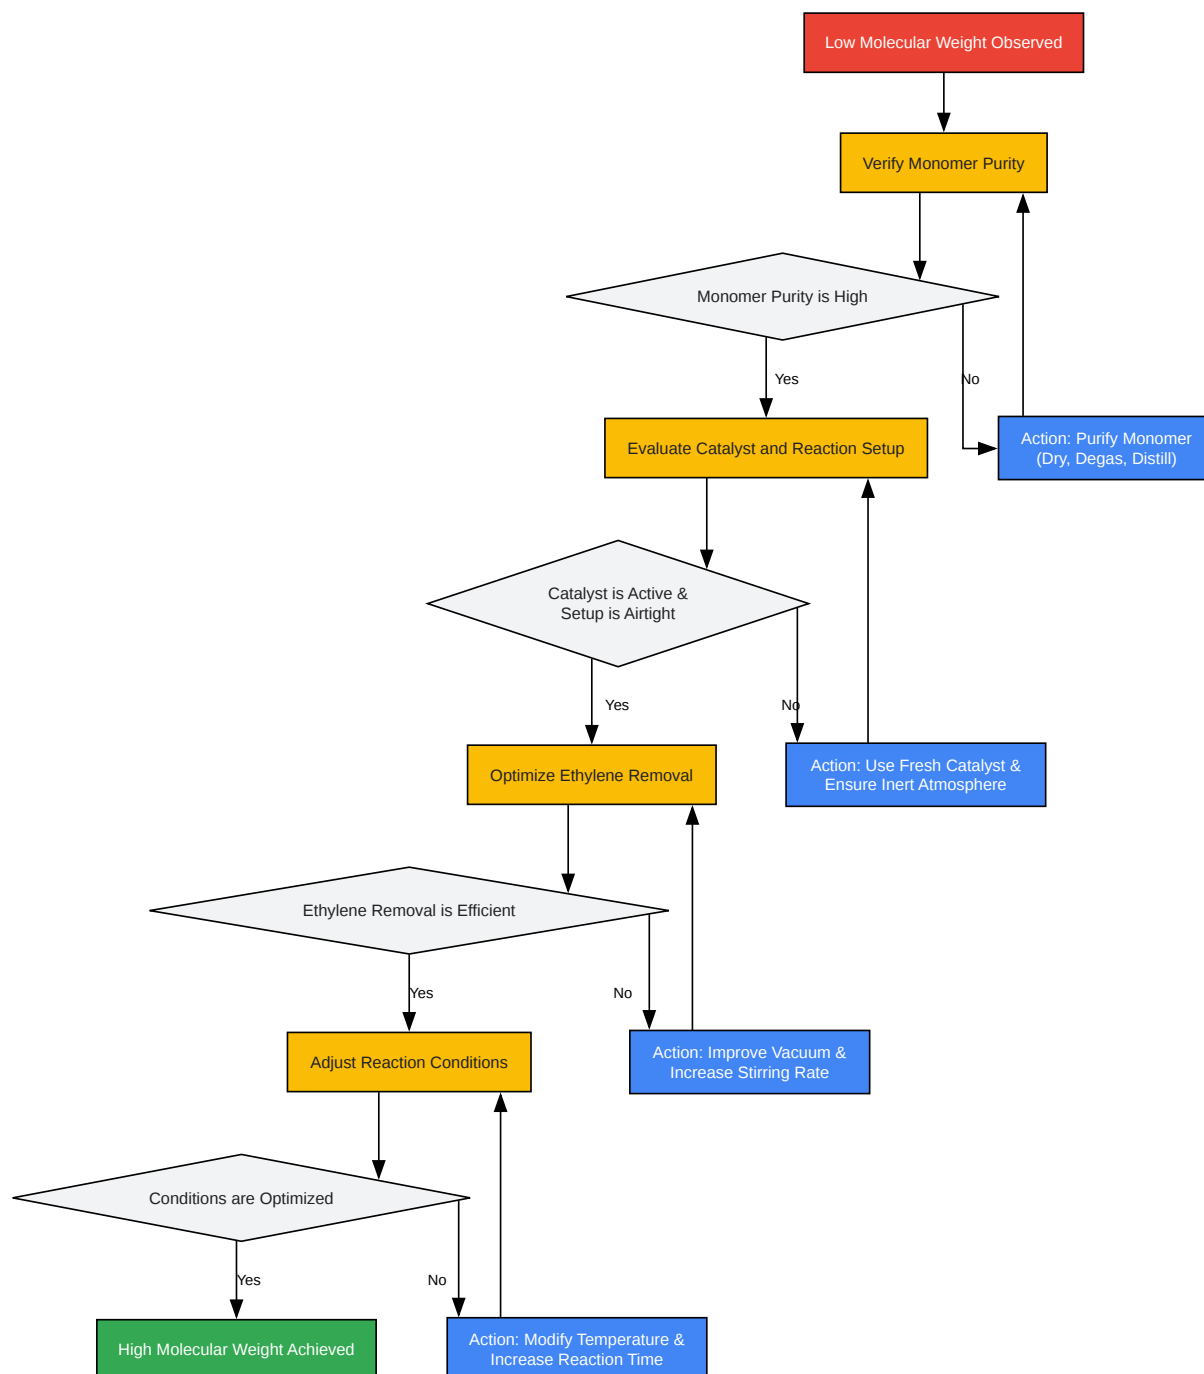 Low Molecular Weight Observed
Verify Monomer Purity
Monomer Purity is High
Yes
No
Evaluate Catalyst and Reaction Setup
Action: Purify Monomer
(Dry, Degas, Distill)
Catalyst is Active &
Setup is Airtight
Yes
No
Optimize Ethylene Removal
Action: Use Fresh Catalyst &
Ensure Inert Atmosphere
Ethylene Removal is Efficient
Yes
No
Adjust Reaction Conditions
Action: Improve Vacuum &
Increase Stirring Rate
Conditions are Optimized
Yes
No
High Molecular Weight Achieved
Action: Modify Temperature &
Increase Reaction Time